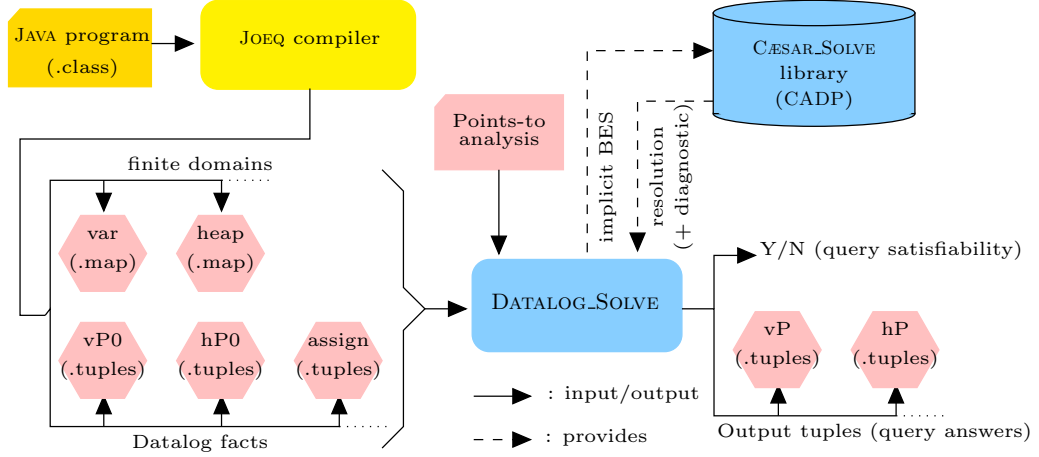 JAVA program
(.class)
JOEQ compiler
CÆSAR_SOLVE
library
(CADP)
Points-to
analysis
implicit BES
resolution
(+ diagnostic)
finite domains
var
(.map)
heap
(.map)
Y/N (query satisfiability)
DATALOG_SOLVE
vP0
(.tuples)
hP0
(.tuples)
assign
(.tuples)
vP
(.tuples)
hP
(.tuples)
: input/output
: provides
Datalog facts
Output tuples (query answers)